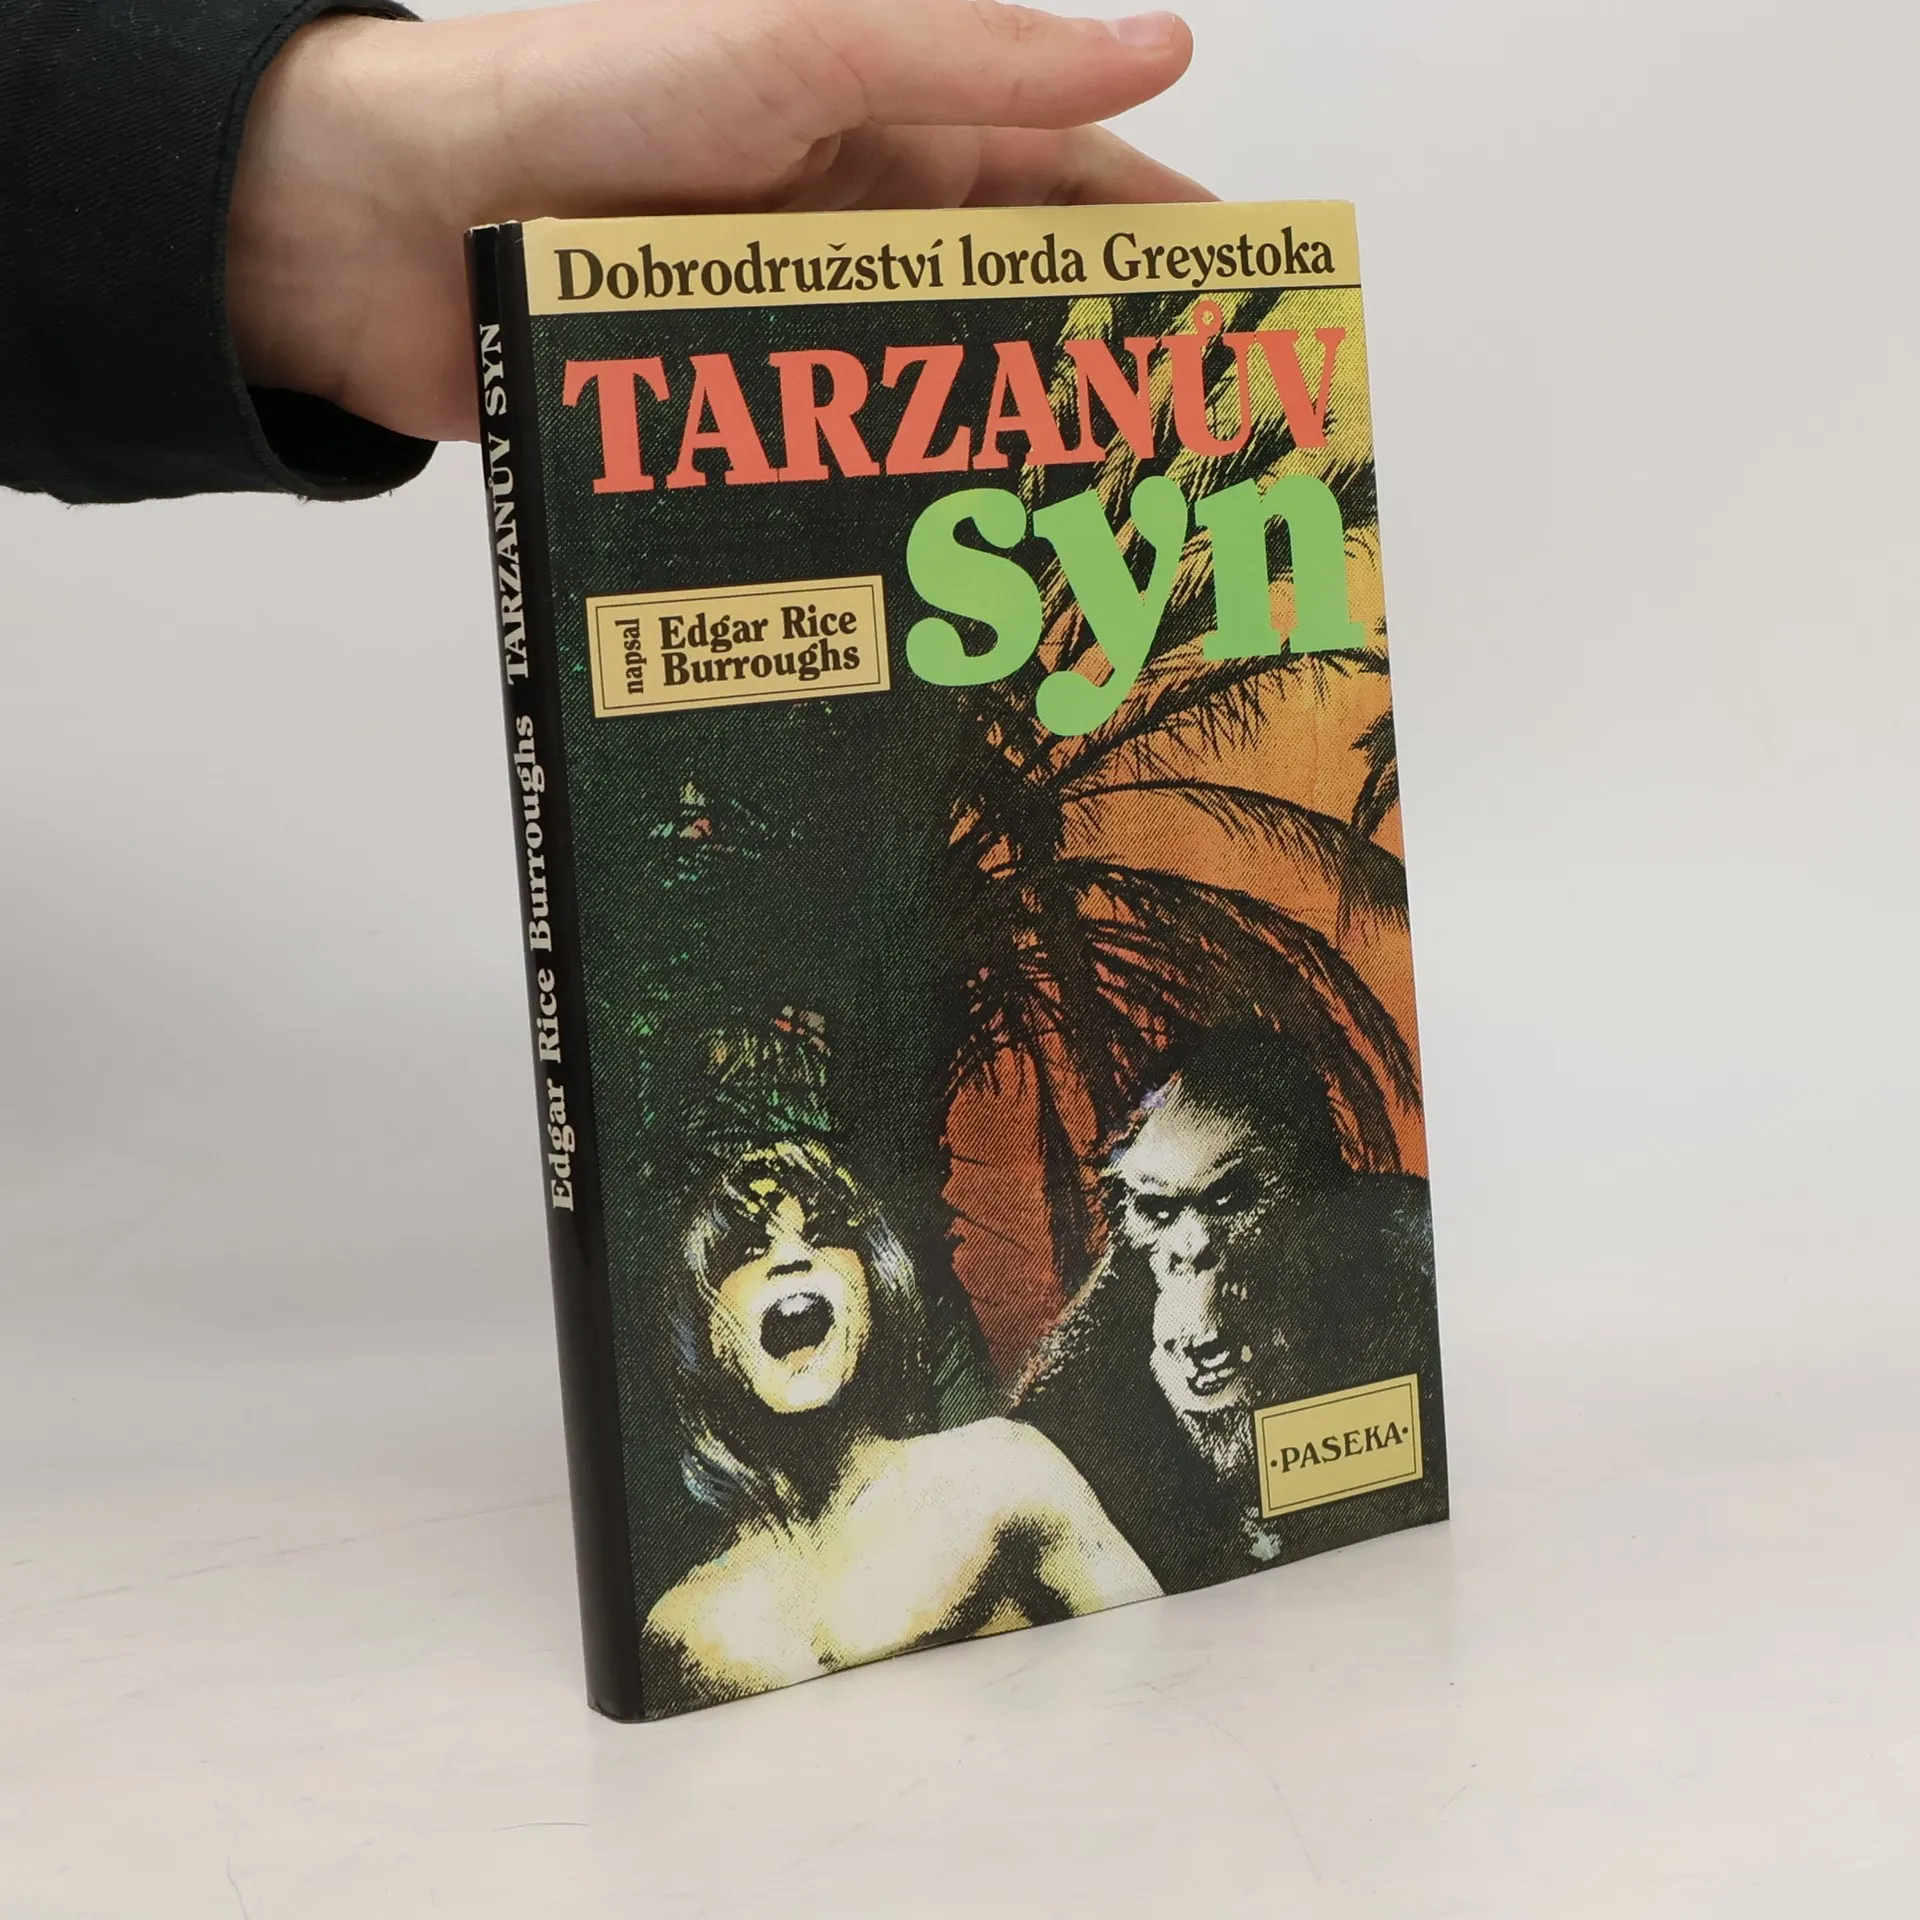 Dobrodružství lorda Greystoka
TARZANŮV
syn
napsal
Edgar Rice
Burroughs
·PASEKA·
Edgar Rice Burroughs TARZANŮV SYN